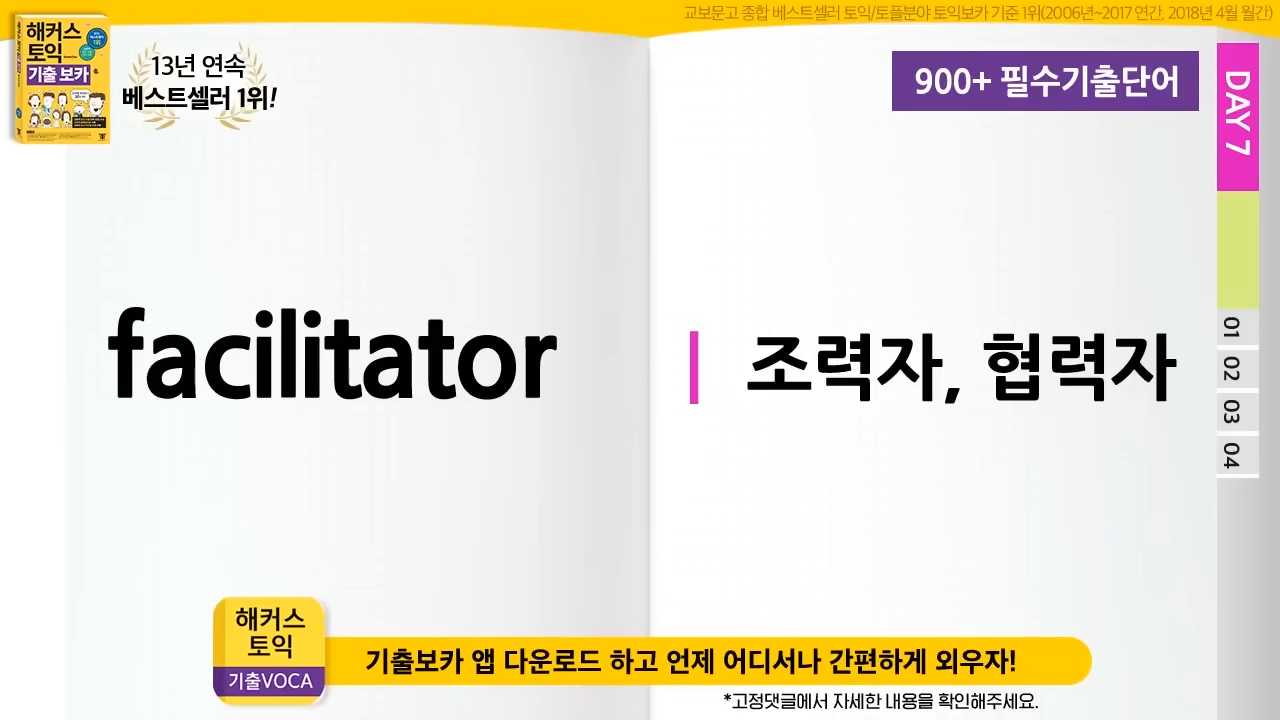 교보문고 종합 베스트셀러 토익/토플분야 토익보카 기준 1위(2006년~2017 연간, 2018년 4월 월간)
해커스
토익
기출 보카
13년 연속
베스트셀러 1위!
900+ 필수기출단어
DAY 7
facilitator
조력자, 협력자
01
02
03
04
해커스
토익
기출VOCA
기출보카 앱 다운로드 하고 언제 어디서나 간편하게 외우자!
*고정댓글에서 자세한 내용을 확인해주세요.